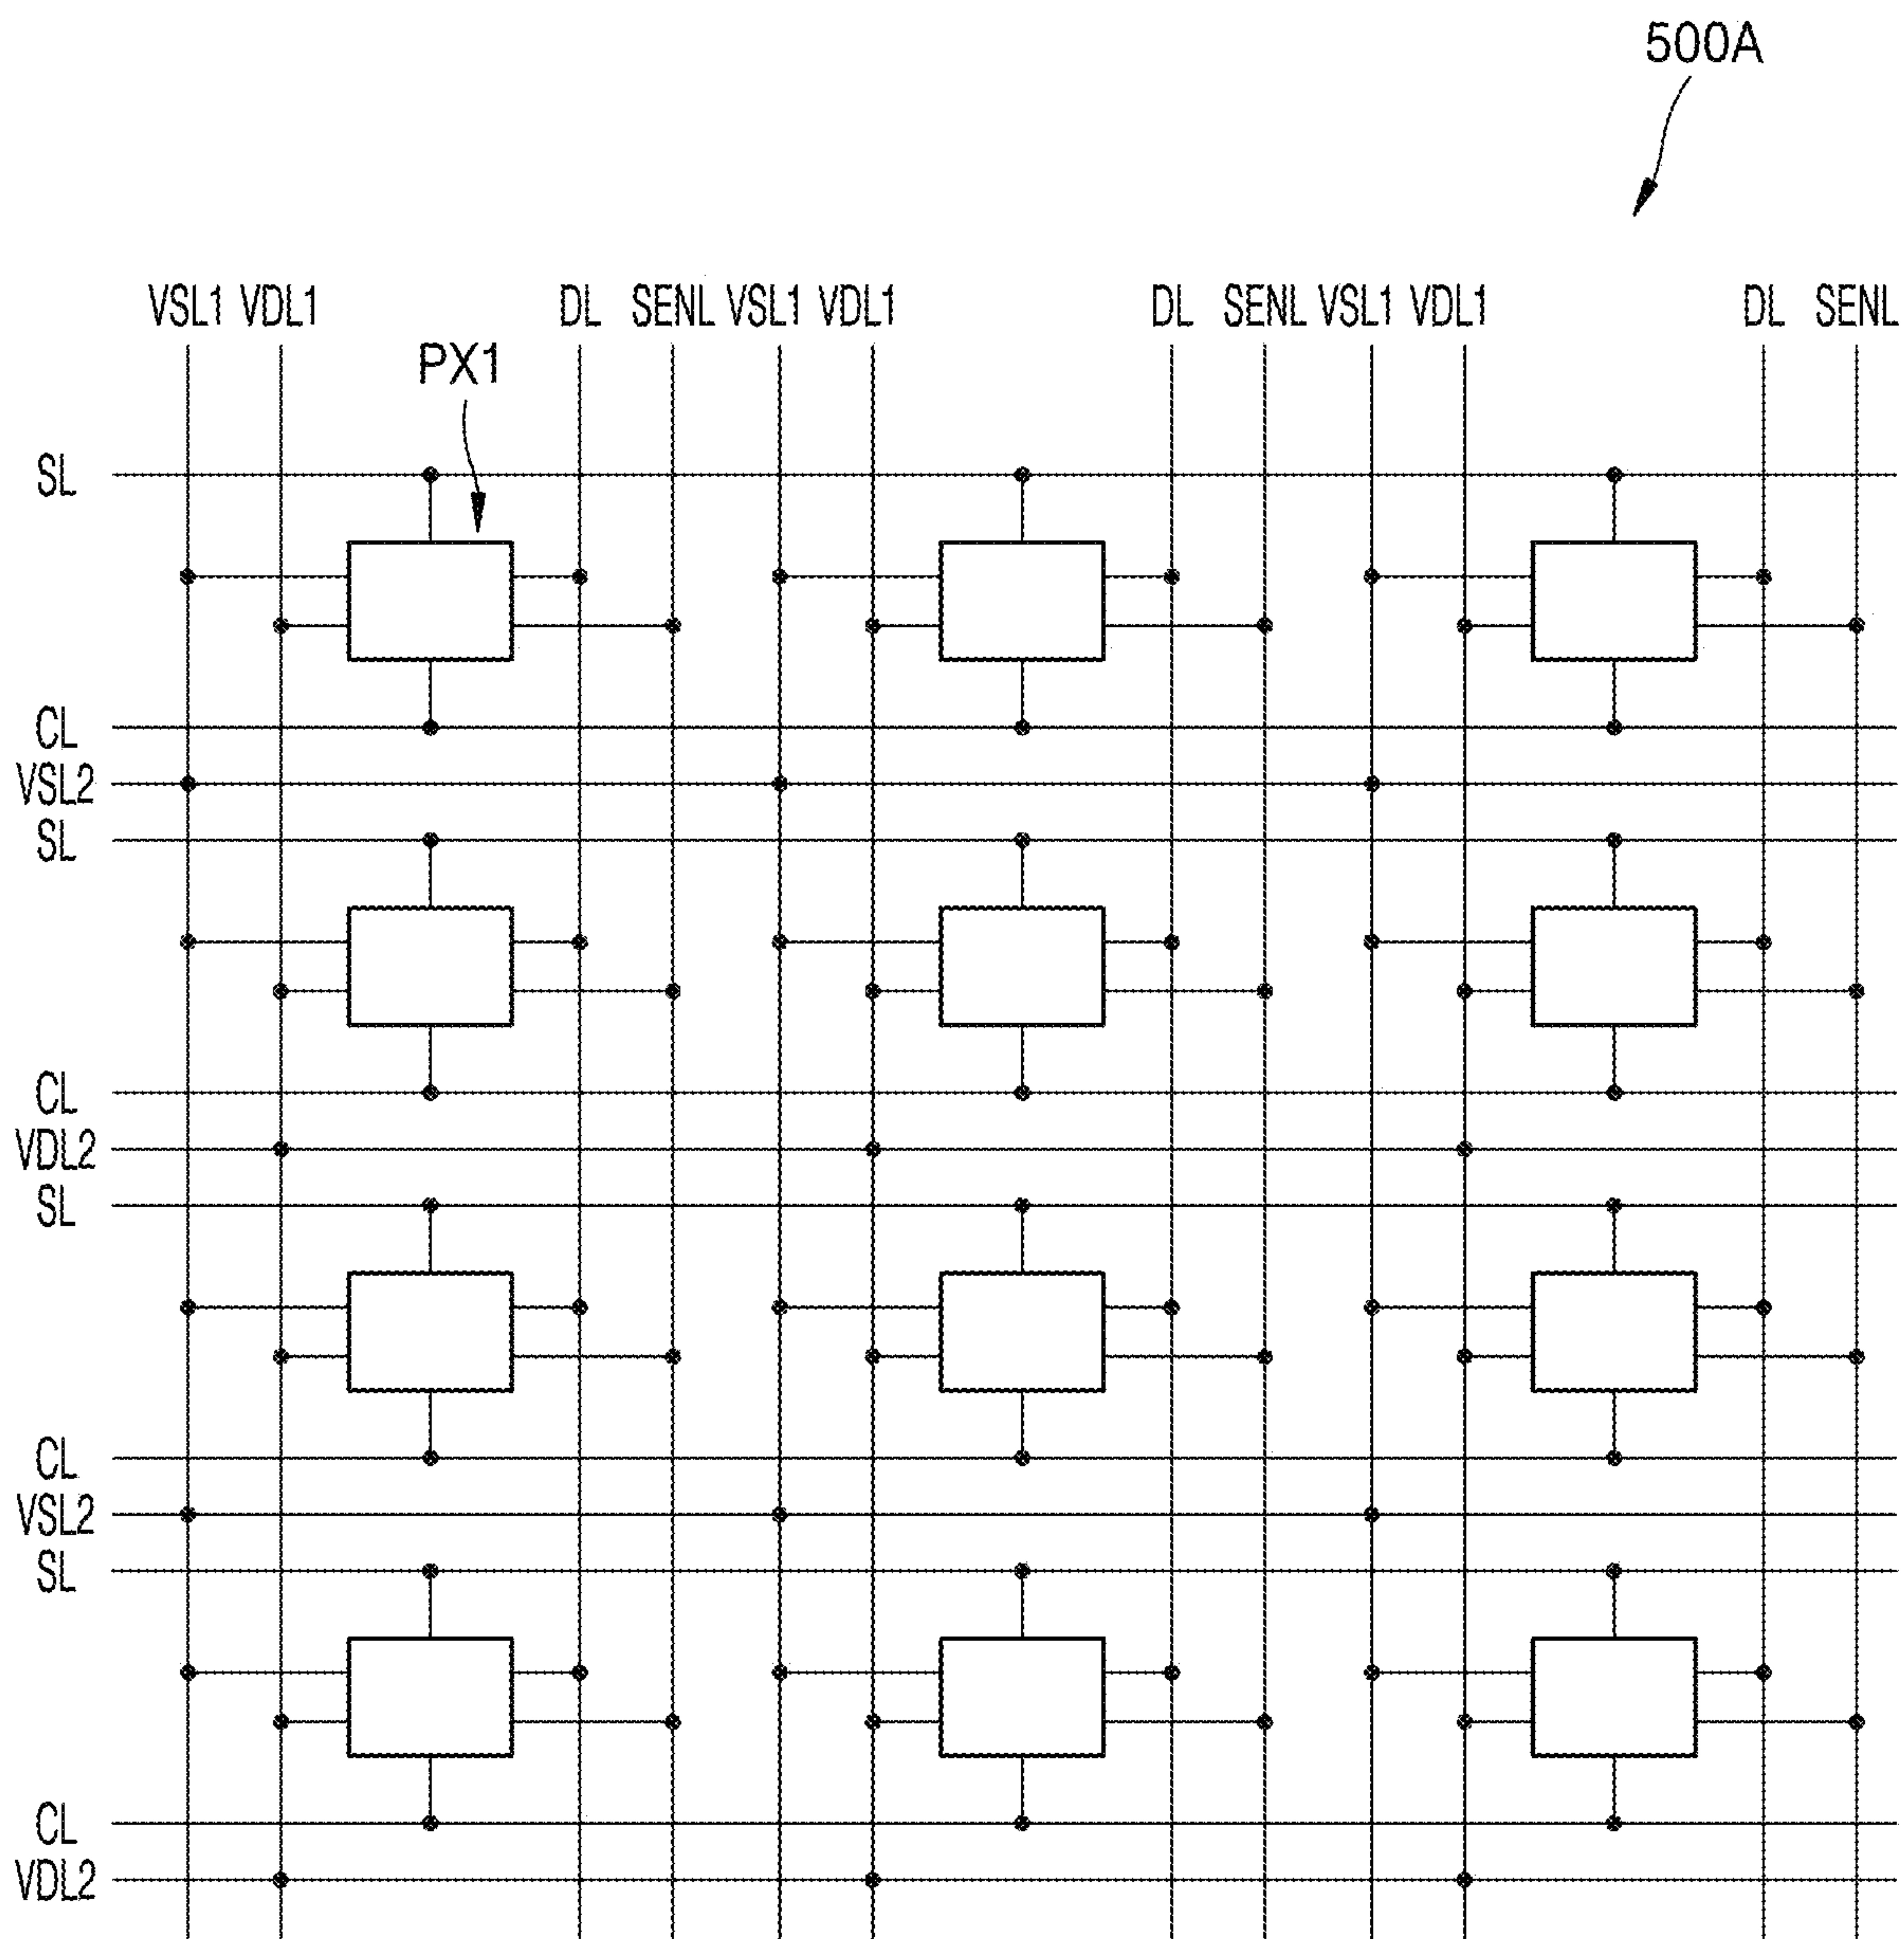 500A
VSL1 VDL1 DL SENL VSL1 VDL1 DL SENL VSL1 VDL1 DL SENL
PX1
SL
CL
VSL2
SL
CL
VDL2
SL
CL
VSL2
SL
CL
VDL2